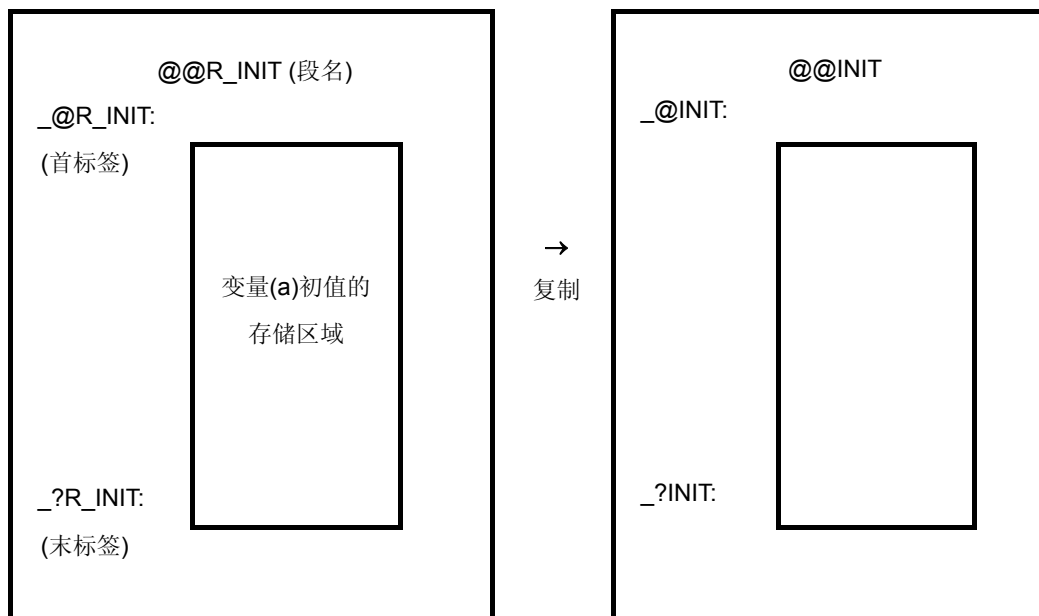 @@R_INIT (段名)
_@R_INIT:
(首标签)
变量(a)初值的
存储区域
_?R_INIT:
(末标签)
→
复制
@@INIT
_@INIT:
_?INIT: